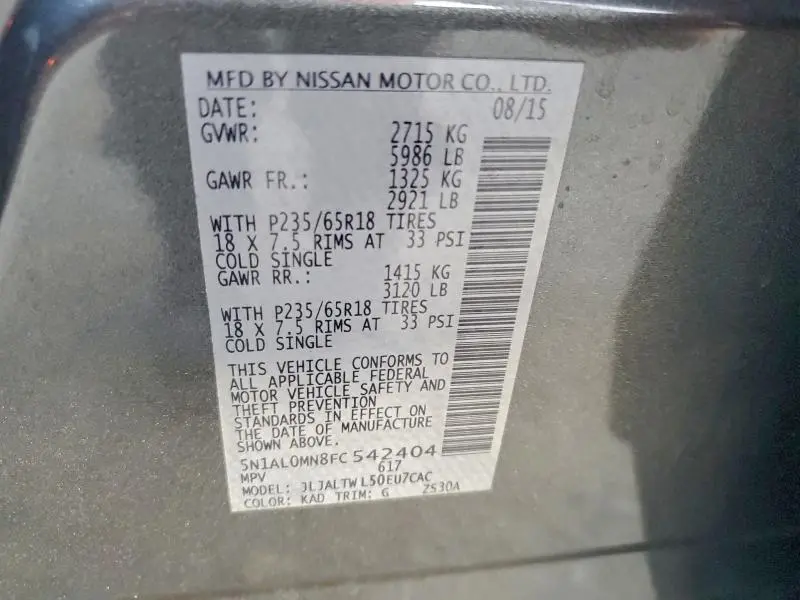 MFD BY NISSAN MOTOR CO., LTD.
DATE: 08/15
GVWR: 2715 KG
5986 LB
GAWR FR.: 1325 KG
2921 LB
WITH P235/65R18 TIRES
18 X 7.5 RIMS AT 33 PSI
COLD SINGLE
GAWR RR.: 1415 KG
3120 LB
WITH P235/65R18 TIRES
18 X 7.5 RIMS AT 33 PSI
COLD SINGLE
THIS VEHICLE CONFORMS TO
ALL APPLICABLE FEDERAL
MOTOR VEHICLE SAFETY AND
THEFT PREVENTION
STANDARDS IN EFFECT ON
THE DATE OF MANUFACTURE
SHOWN ABOVE.
5N1AL0MN8FC542404
MPV 617
MODEL: JLJALTWL50EU7CAC
COLOR: KAD TRIM: G ZS30A